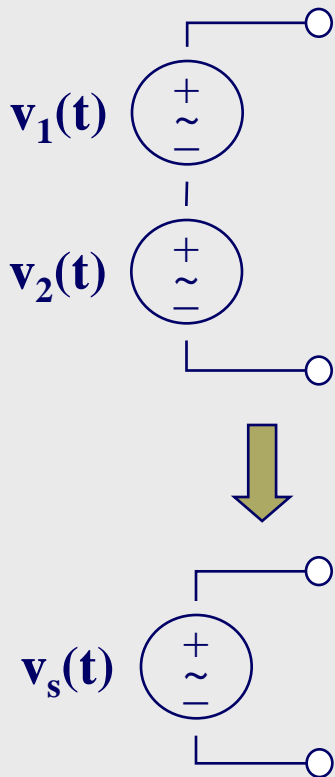 +
v₁(t) ~
−
+
v₂(t) ~
−
+
vₛ(t) ~
−